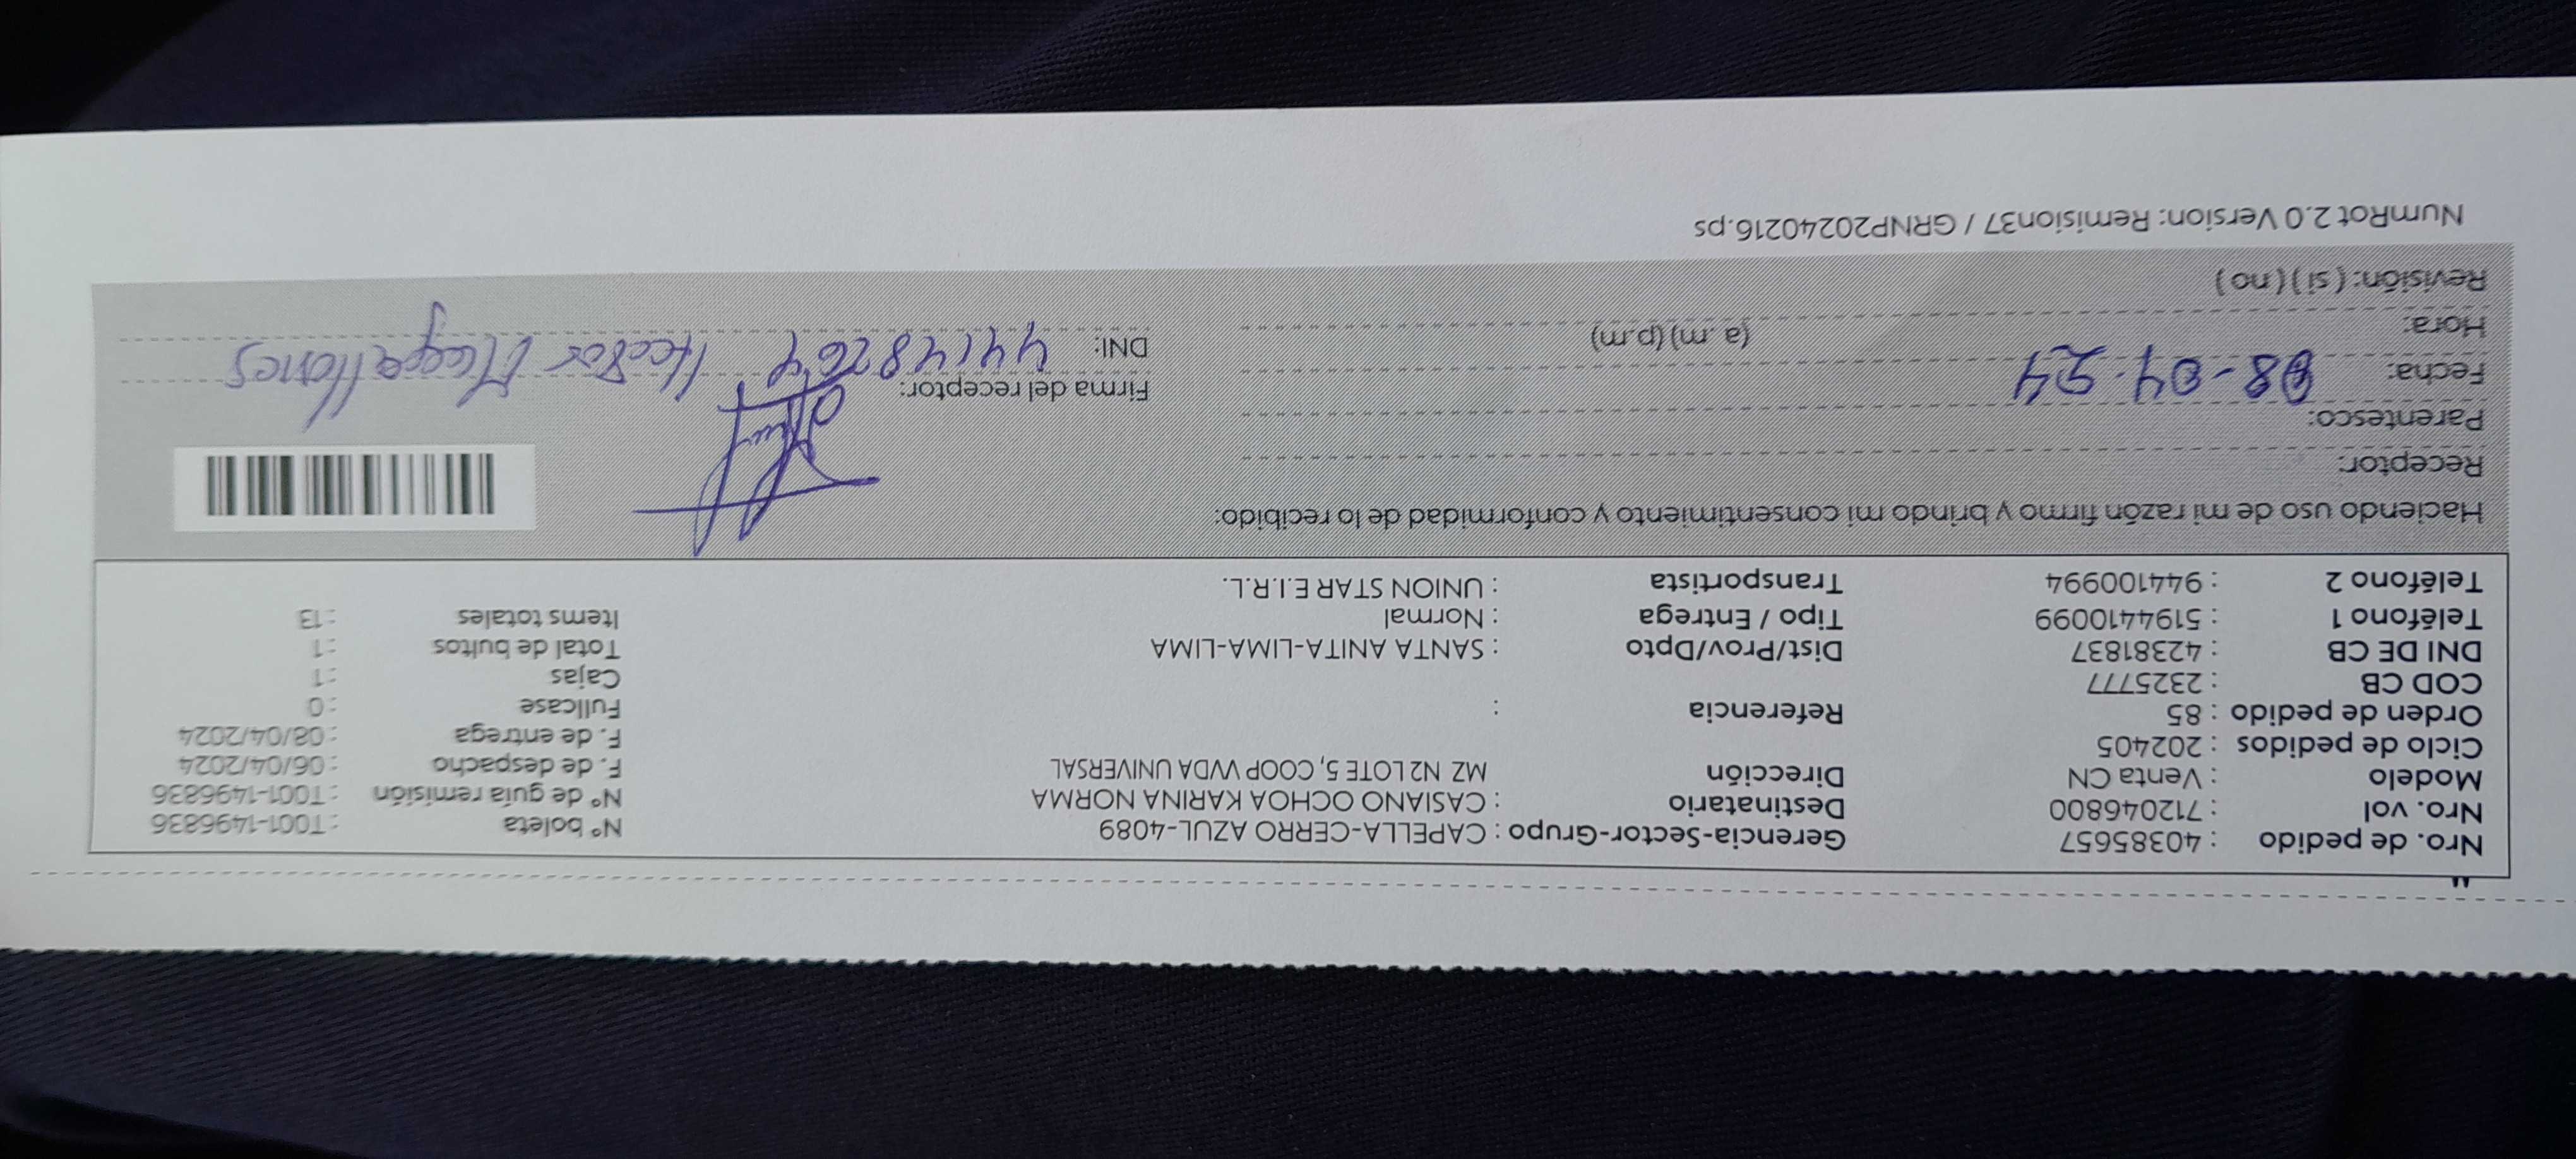 Nro. de pedido : 40385657
Nro. vol : 712046800
Modelo : Venta CN
Ciclo de pedidos : 202405
Orden de pedido : 85
COD CB : 2325777
DNI DE CB : 42381837
Teléfono 1 : 5194410099
Teléfono 2 : 944100994
Gerencia-Sector-Grupo : CAPELLA-CERRO AZUL-4089
Destinatario : CASIANO OCHOA KARINA NORMA
Dirección MZ N2 LOTE 5, COOP VVDA UNIVERSAL
Referencia :
Dist/Prov/Dpto : SANTA ANITA-LIMA-LIMA
Tipo / Entrega : Normal
Transportista : UNION STAR E.I.R.L.
N° boleta : T001-1496836
N° de guía remisión : T001-1496836
F. de despacho : 06/04/2024
F. de entrega : 08/04/2024
Fullcase : 0
Cajas : 1
Total de bultos : 1
Items totales : 13
Haciendo uso de mi razón firmo y brindo mi consentimiento y conformidad de lo recibido:
Receptor:
Parentesco:
Fecha: 08-04-24
Hora: (a. m) (p.m)
Revisión: ( si ) ( no )
Firma del receptor:
DNI: 44148264 Hector Magallanes
NumRot 2.0 Version: Remision37 / GRNP20240216.ps